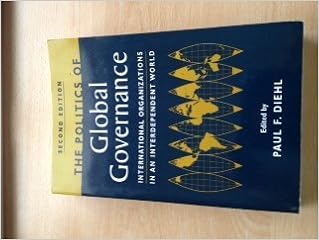 SECOND EDITION
THE POLITICS OF
Global
Governance
INTERNATIONAL ORGANIZATIONS
IN AN INTERDEPENDENT WORLD
Edited by
PAUL F. DIEHL